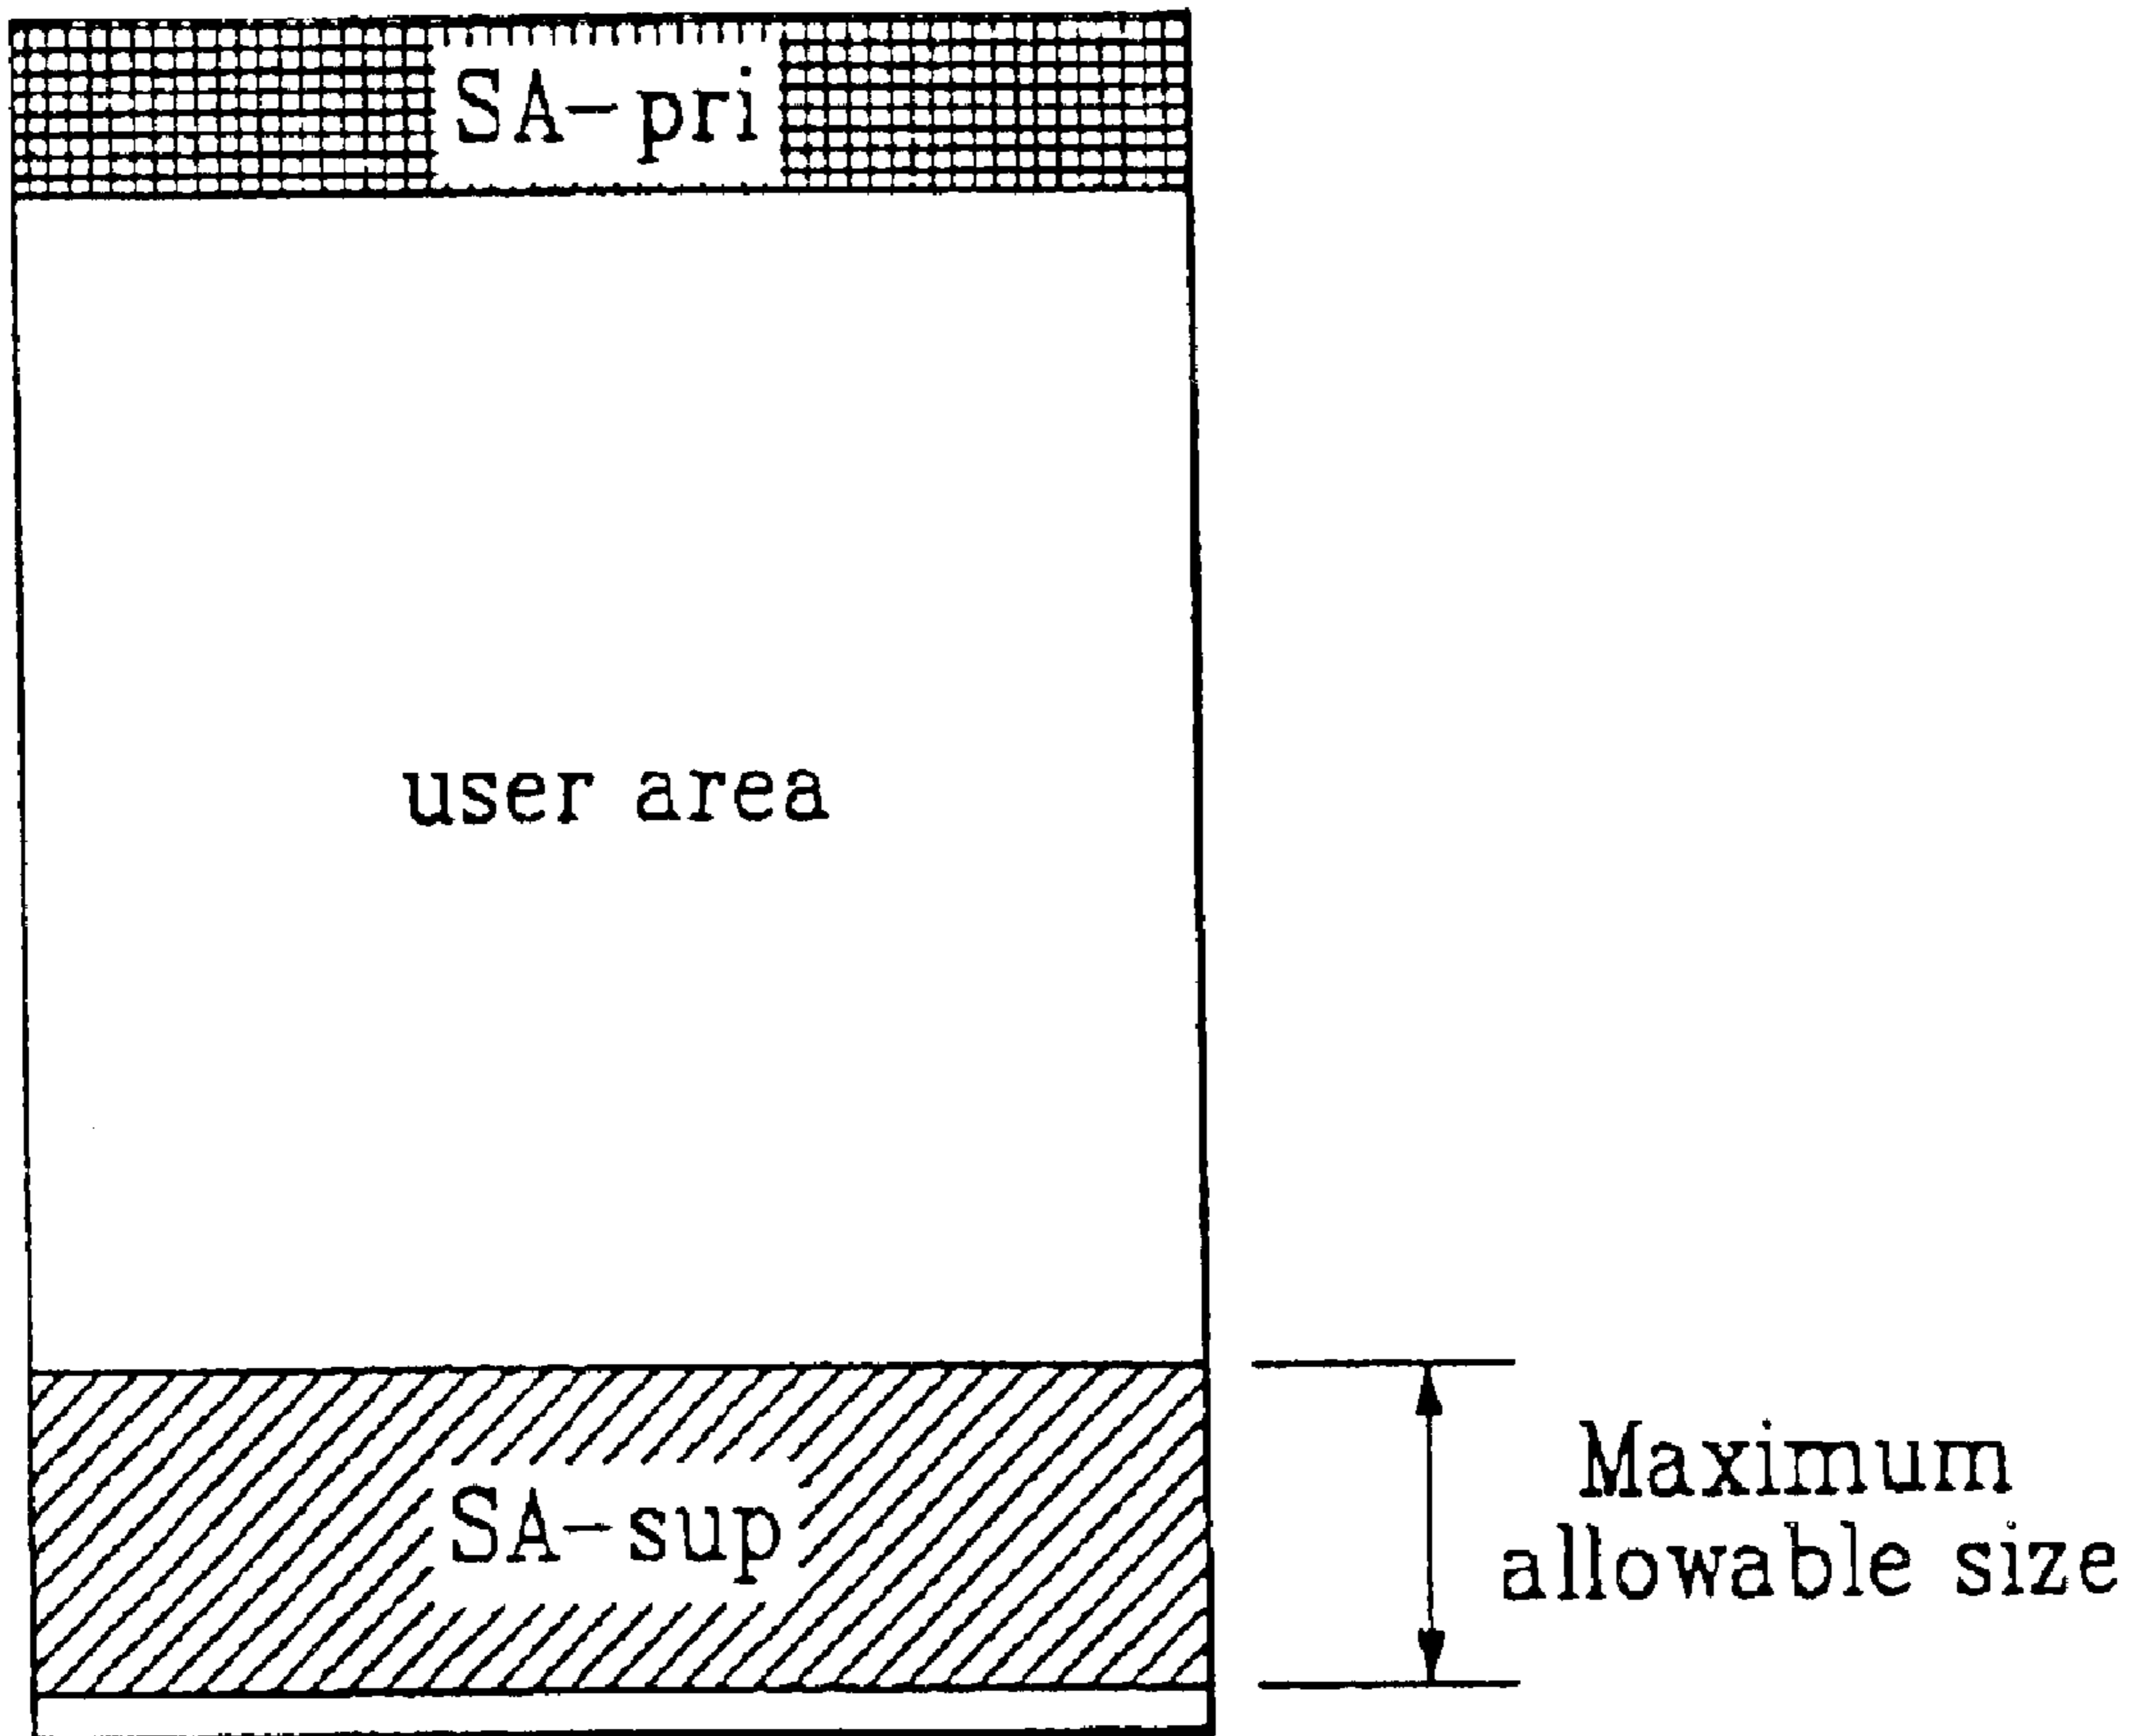 SA-pri
user area
SA-sup
Maximum
allowable size